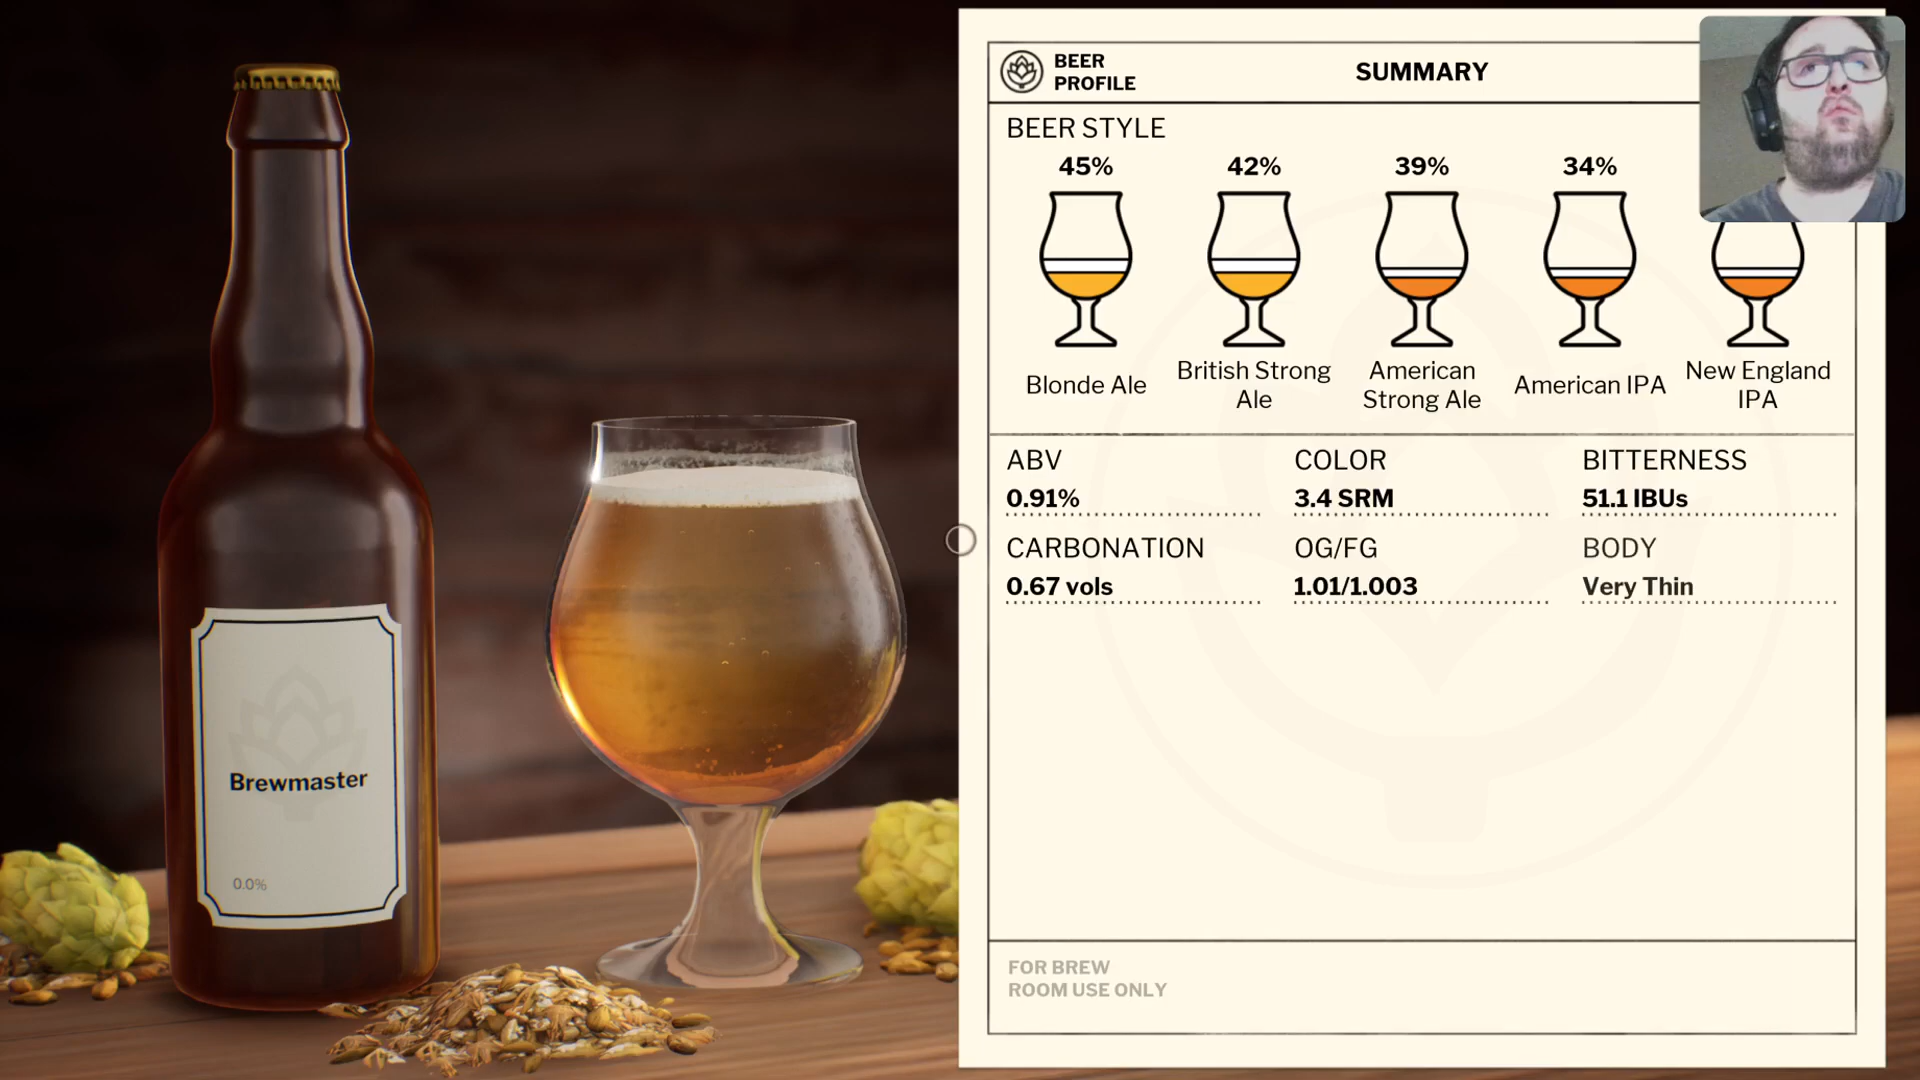 BEER
PROFILE
SUMMARY
BEER STYLE
45%
42%
39%
34%
Blonde Ale
British Strong
Ale
American
Strong Ale
American IPA
New England
IPA
ABV
COLOR
BITTERNESS
0.91%
3.4 SRM
51.1 IBUs
CARBONATION
OG/FG
BODY
0.67 vols
1.01/1.003
Very Thin
Brewmaster
0.0%
FOR BREW
ROOM USE ONLY